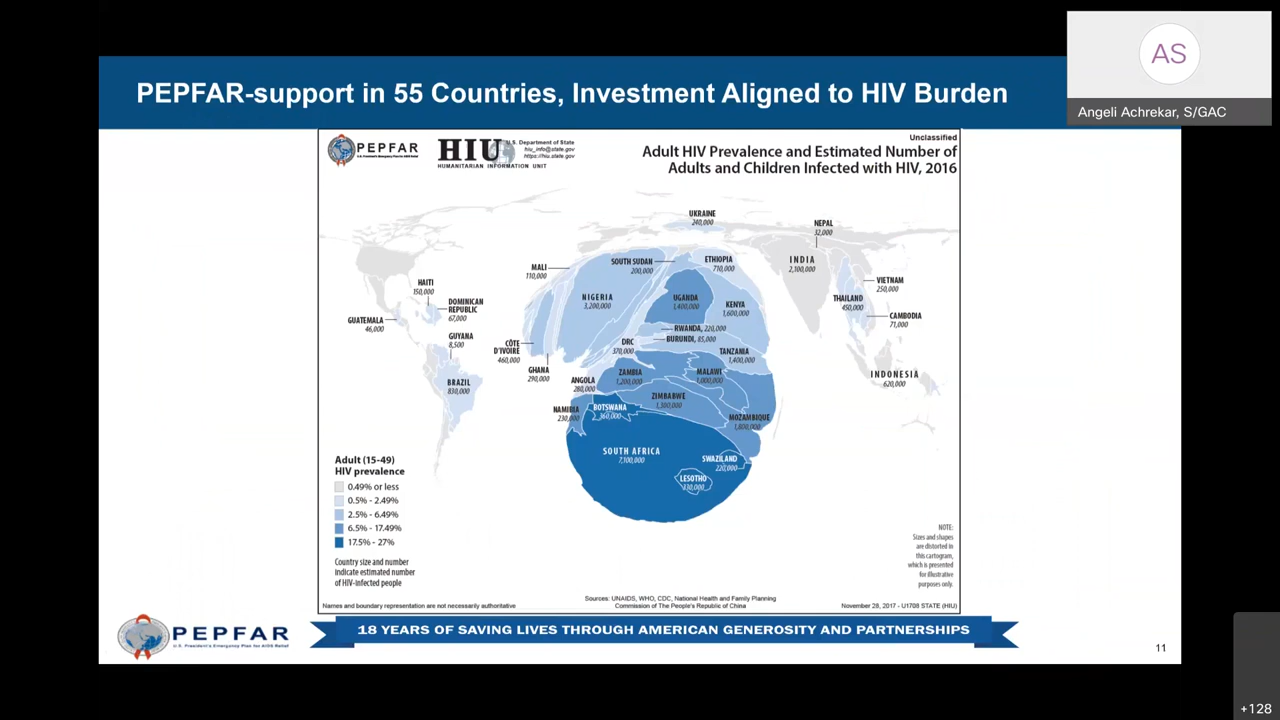 PEPFAR-support in 55 Countries, Investment Aligned to HIV Burden
AS
Angeli Achrekar, S/GAC
PEPFAR
HIU
U.S. Department of State
hiu_info@state.gov
https://hiu.state.gov
HUMANITARIAN INFORMATION UNIT
Unclassified
Adult HIV Prevalence and Estimated Number of
Adults and Children Infected with HIV, 2016
UKRAINE
240,000
NEPAL
32,000
SOUTH SUDAN
200,000
ETHIOPIA
710,000
INDIA
2,100,000
MALI
110,000
HAITI
150,000
DOMINICAN
REPUBLIC
67,000
GUATEMALA
46,000
GUYANA
8,500
BRAZIL
830,000
NIGERIA
3,200,000
UGANDA
1,400,000
KENYA
1,600,000
VIETNAM
250,000
THAILAND
450,000
CAMBODIA
71,000
RWANDA, 220,000
BURUNDI, 85,000
CÔTE
D'IVOIRE
460,000
GHANA
290,000
DRC
370,000
TANZANIA
1,400,000
ANGOLA
280,000
ZAMBIA
1,200,000
MALAWI
1,000,000
INDONESIA
620,000
ZIMBABWE
1,300,000
NAMIBIA
230,000
BOTSWANA
360,000
MOZAMBIQUE
1,800,000
SOUTH AFRICA
7,100,000
SWAZILAND
220,000
LESOTHO
330,000
Adult (15-49)
HIV prevalence
0.49% or less
0.5% - 2.49%
2.5% - 6.49%
6.5% - 17.49%
17.5% - 27%
Country size and number
indicate estimated number
of HIV-infected people
NOTE:
Sizes and shapes
are distorted in
this cartogram,
which is presented
for illustrative
purposes only.
Names and boundary representation are not necessarily authoritative
Sources: UNAIDS, WHO, CDC, National Health and Family Planning
Commission of The People's Republic of China
November 28, 2017 - U1708 STATE (HIU)
PEPFAR
U.S. President's Emergency Plan for AIDS Relief
18 YEARS OF SAVING LIVES THROUGH AMERICAN GENEROSITY AND PARTNERSHIPS
11
+128